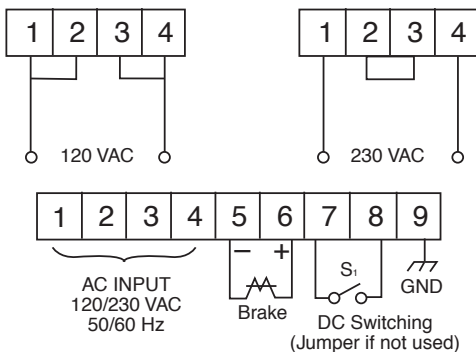 1 2 3 4
1 2 3 4
120 VAC
230 VAC
1 2 3 4 5 6 7 8 9
− +
S1
AC INPUT
120/230 VAC
50/60 Hz
Brake
GND
DC Switching
(Jumper if not used)